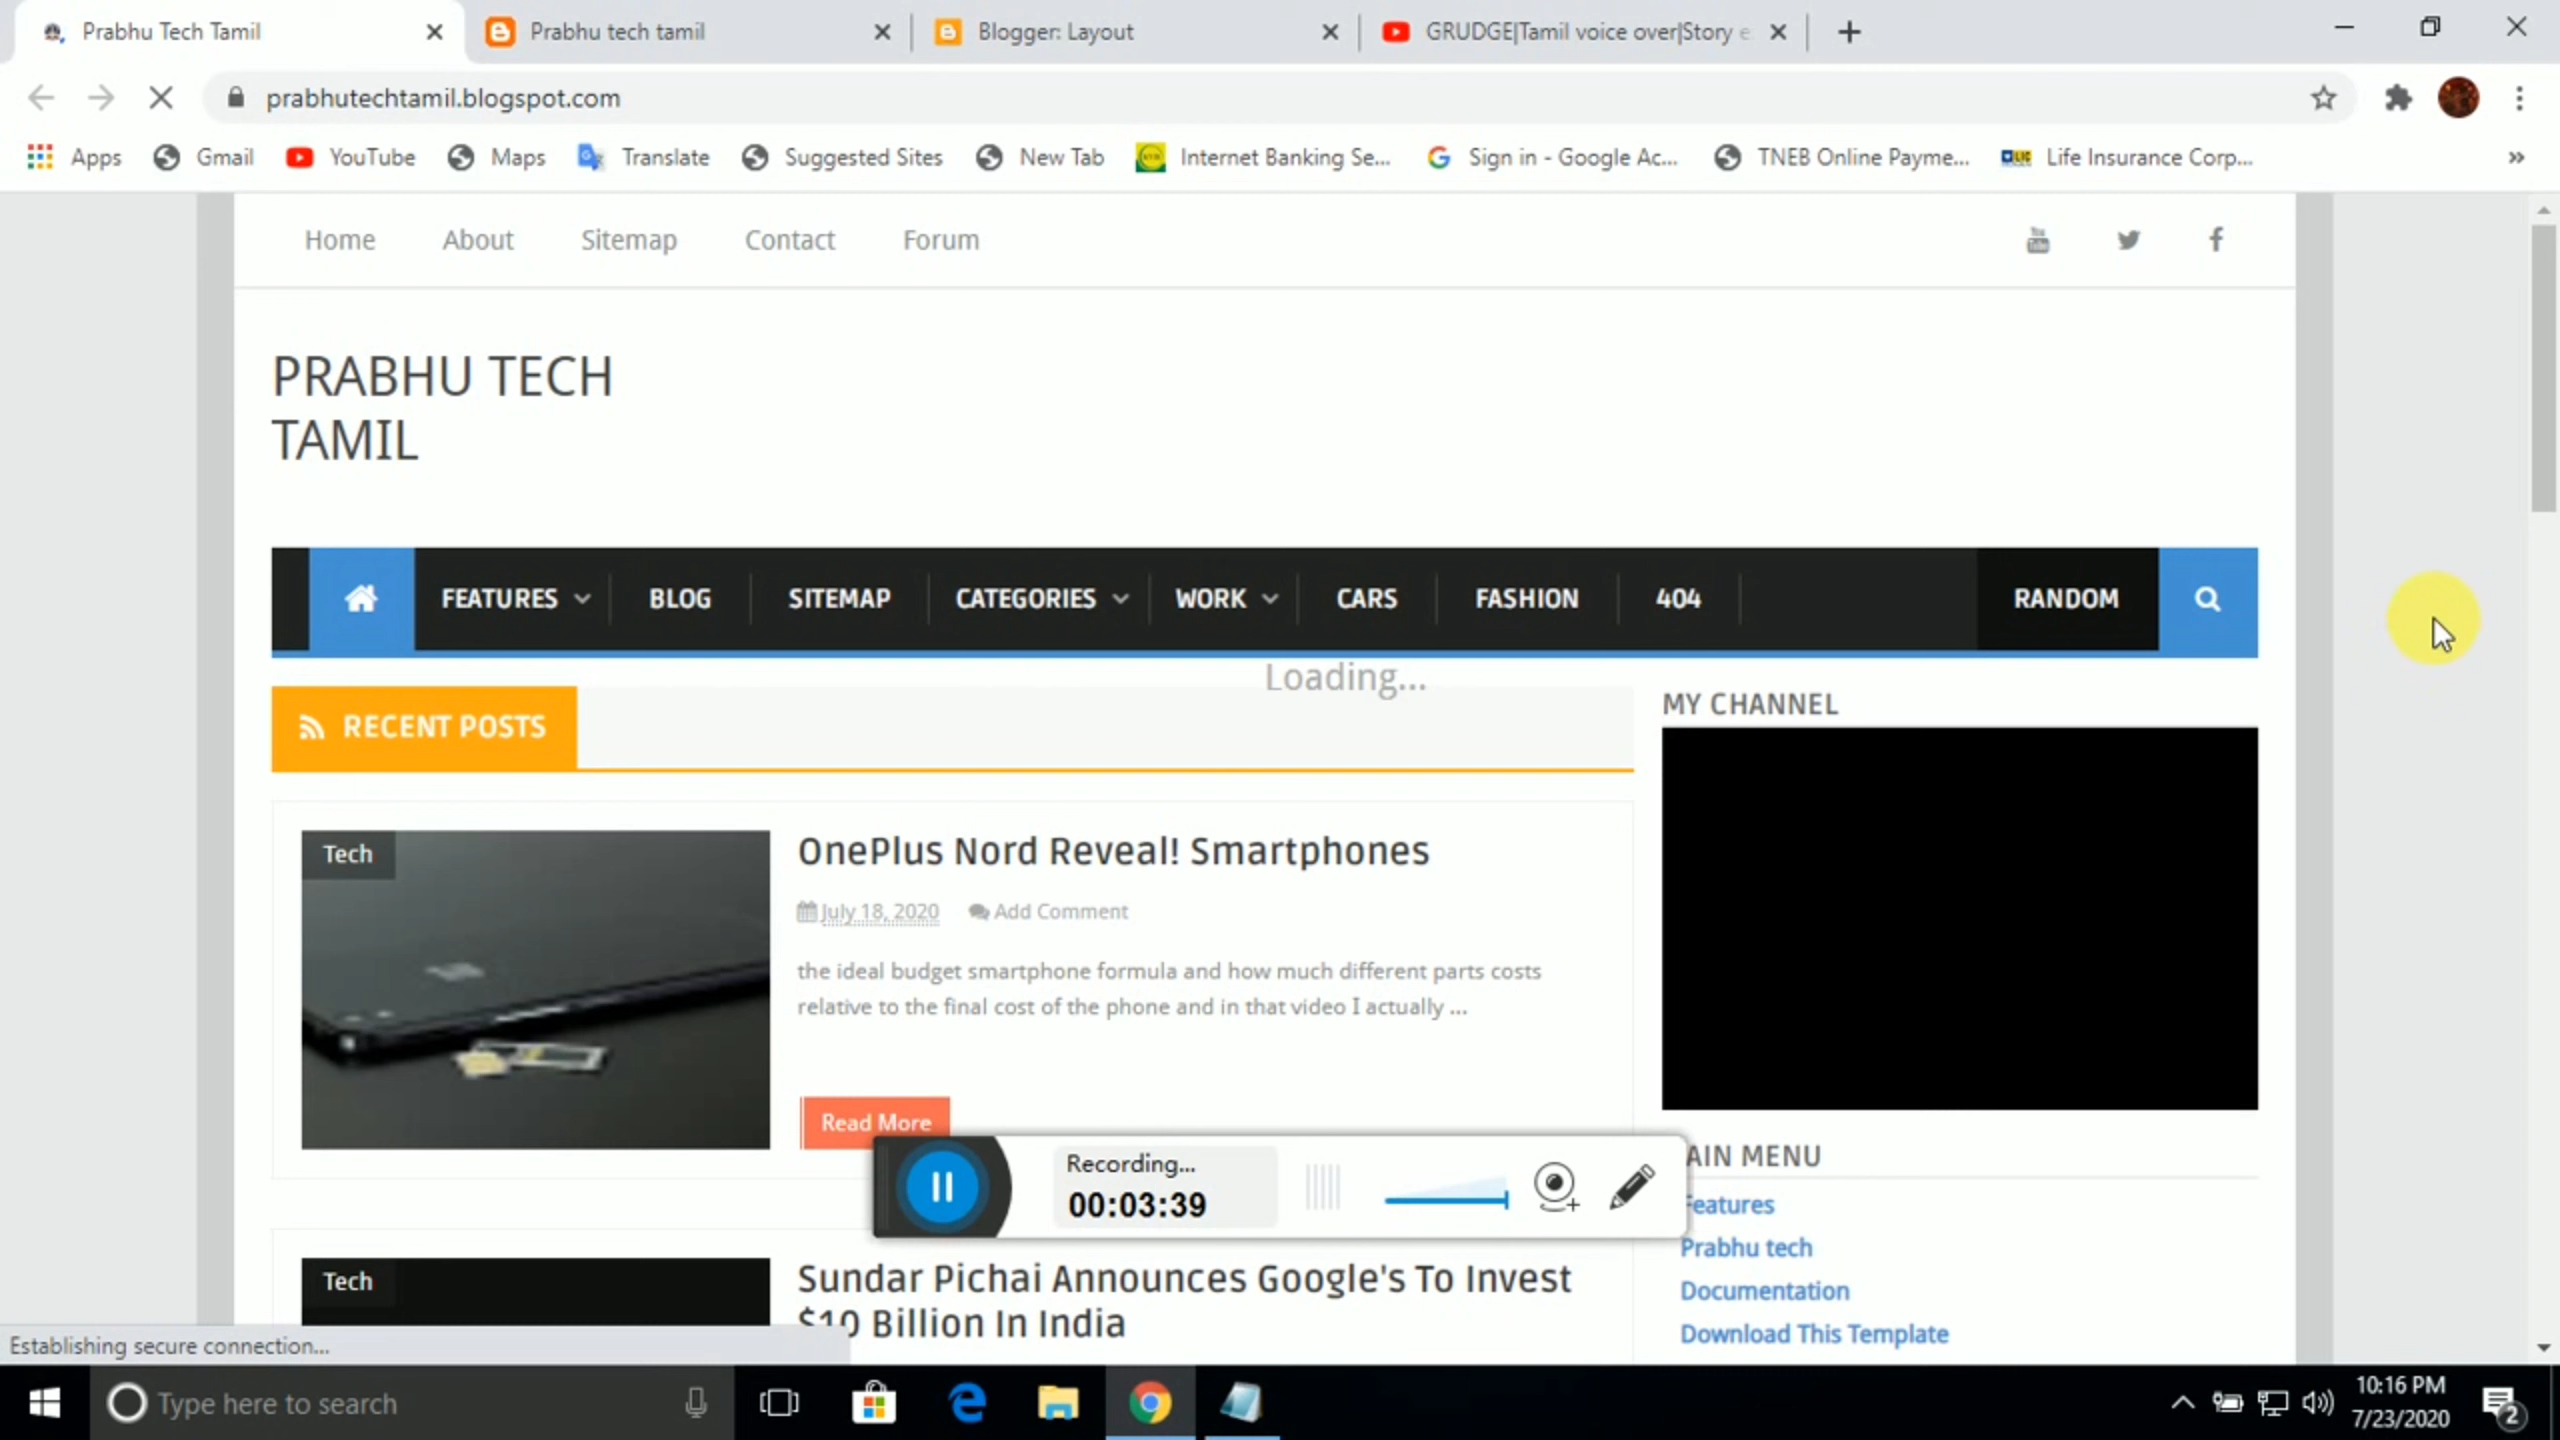 Prabhu Tech Tamil
Prabhu tech tamil
Blogger: Layout
GRUDGE|Tamil voice over|Story e
prabhutechtamil.blogspot.com
Apps
Gmail
YouTube
Maps
Translate
Suggested Sites
New Tab
Internet Banking Se...
Sign in - Google Ac...
TNEB Online Payme...
LIC
Life Insurance Corp...
Home
About
Sitemap
Contact
Forum
You
Tube
PRABHU TECH
TAMIL
FEATURES
BLOG
SITEMAP
CATEGORIES
WORK
CARS
FASHION
404
RANDOM
Loading...
RECENT POSTS
MY CHANNEL
Tech
OnePlus Nord Reveal! Smartphones
July 18, 2020
Add Comment
the ideal budget smartphone formula and how much different parts costs
relative to the final cost of the phone and in that video I actually ...
Read More
Recording...
00:03:39
AIN MENU
Features
Prabhu tech
Documentation
Download This Template
Tech
Sundar Pichai Announces Google's To Invest
$10 Billion In India
Establishing secure connection...
Type here to search
10:16 PM
7/23/2020
2